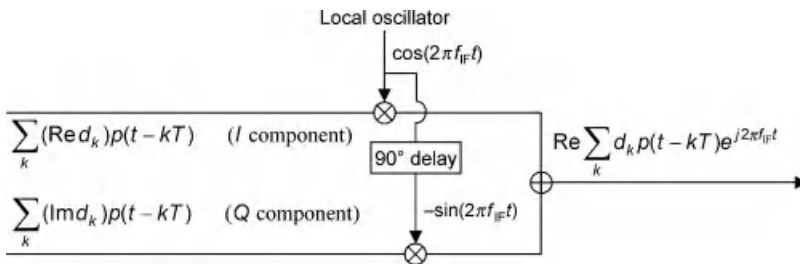 Local oscillator
cos(2πf_IF t)
∑_k (Re d_k)p(t – kT) (I component)
90° delay
Re ∑_k d_k p(t – kT)e^{j2πf_IF t}
∑_k (Im d_k)p(t – kT) (Q component)
–sin(2πf_IF t)